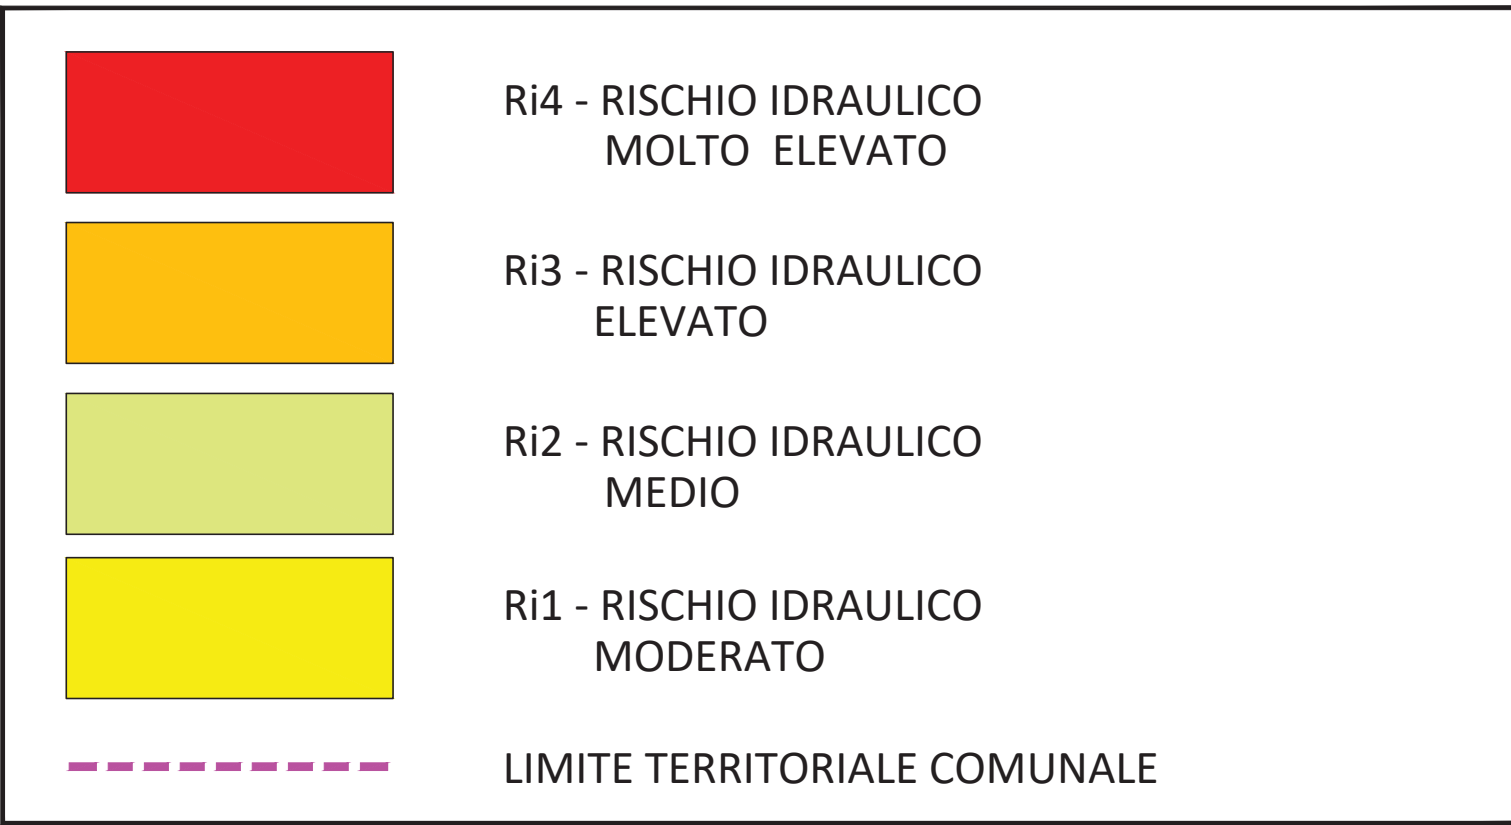 Ri4 - RISCHIO IDRAULICO
MOLTO ELEVATO
Ri3 - RISCHIO IDRAULICO
ELEVATO
Ri2 - RISCHIO IDRAULICO
MEDIO
Ri1 - RISCHIO IDRAULICO
MODERATO
LIMITE TERRITORIALE COMUNALE